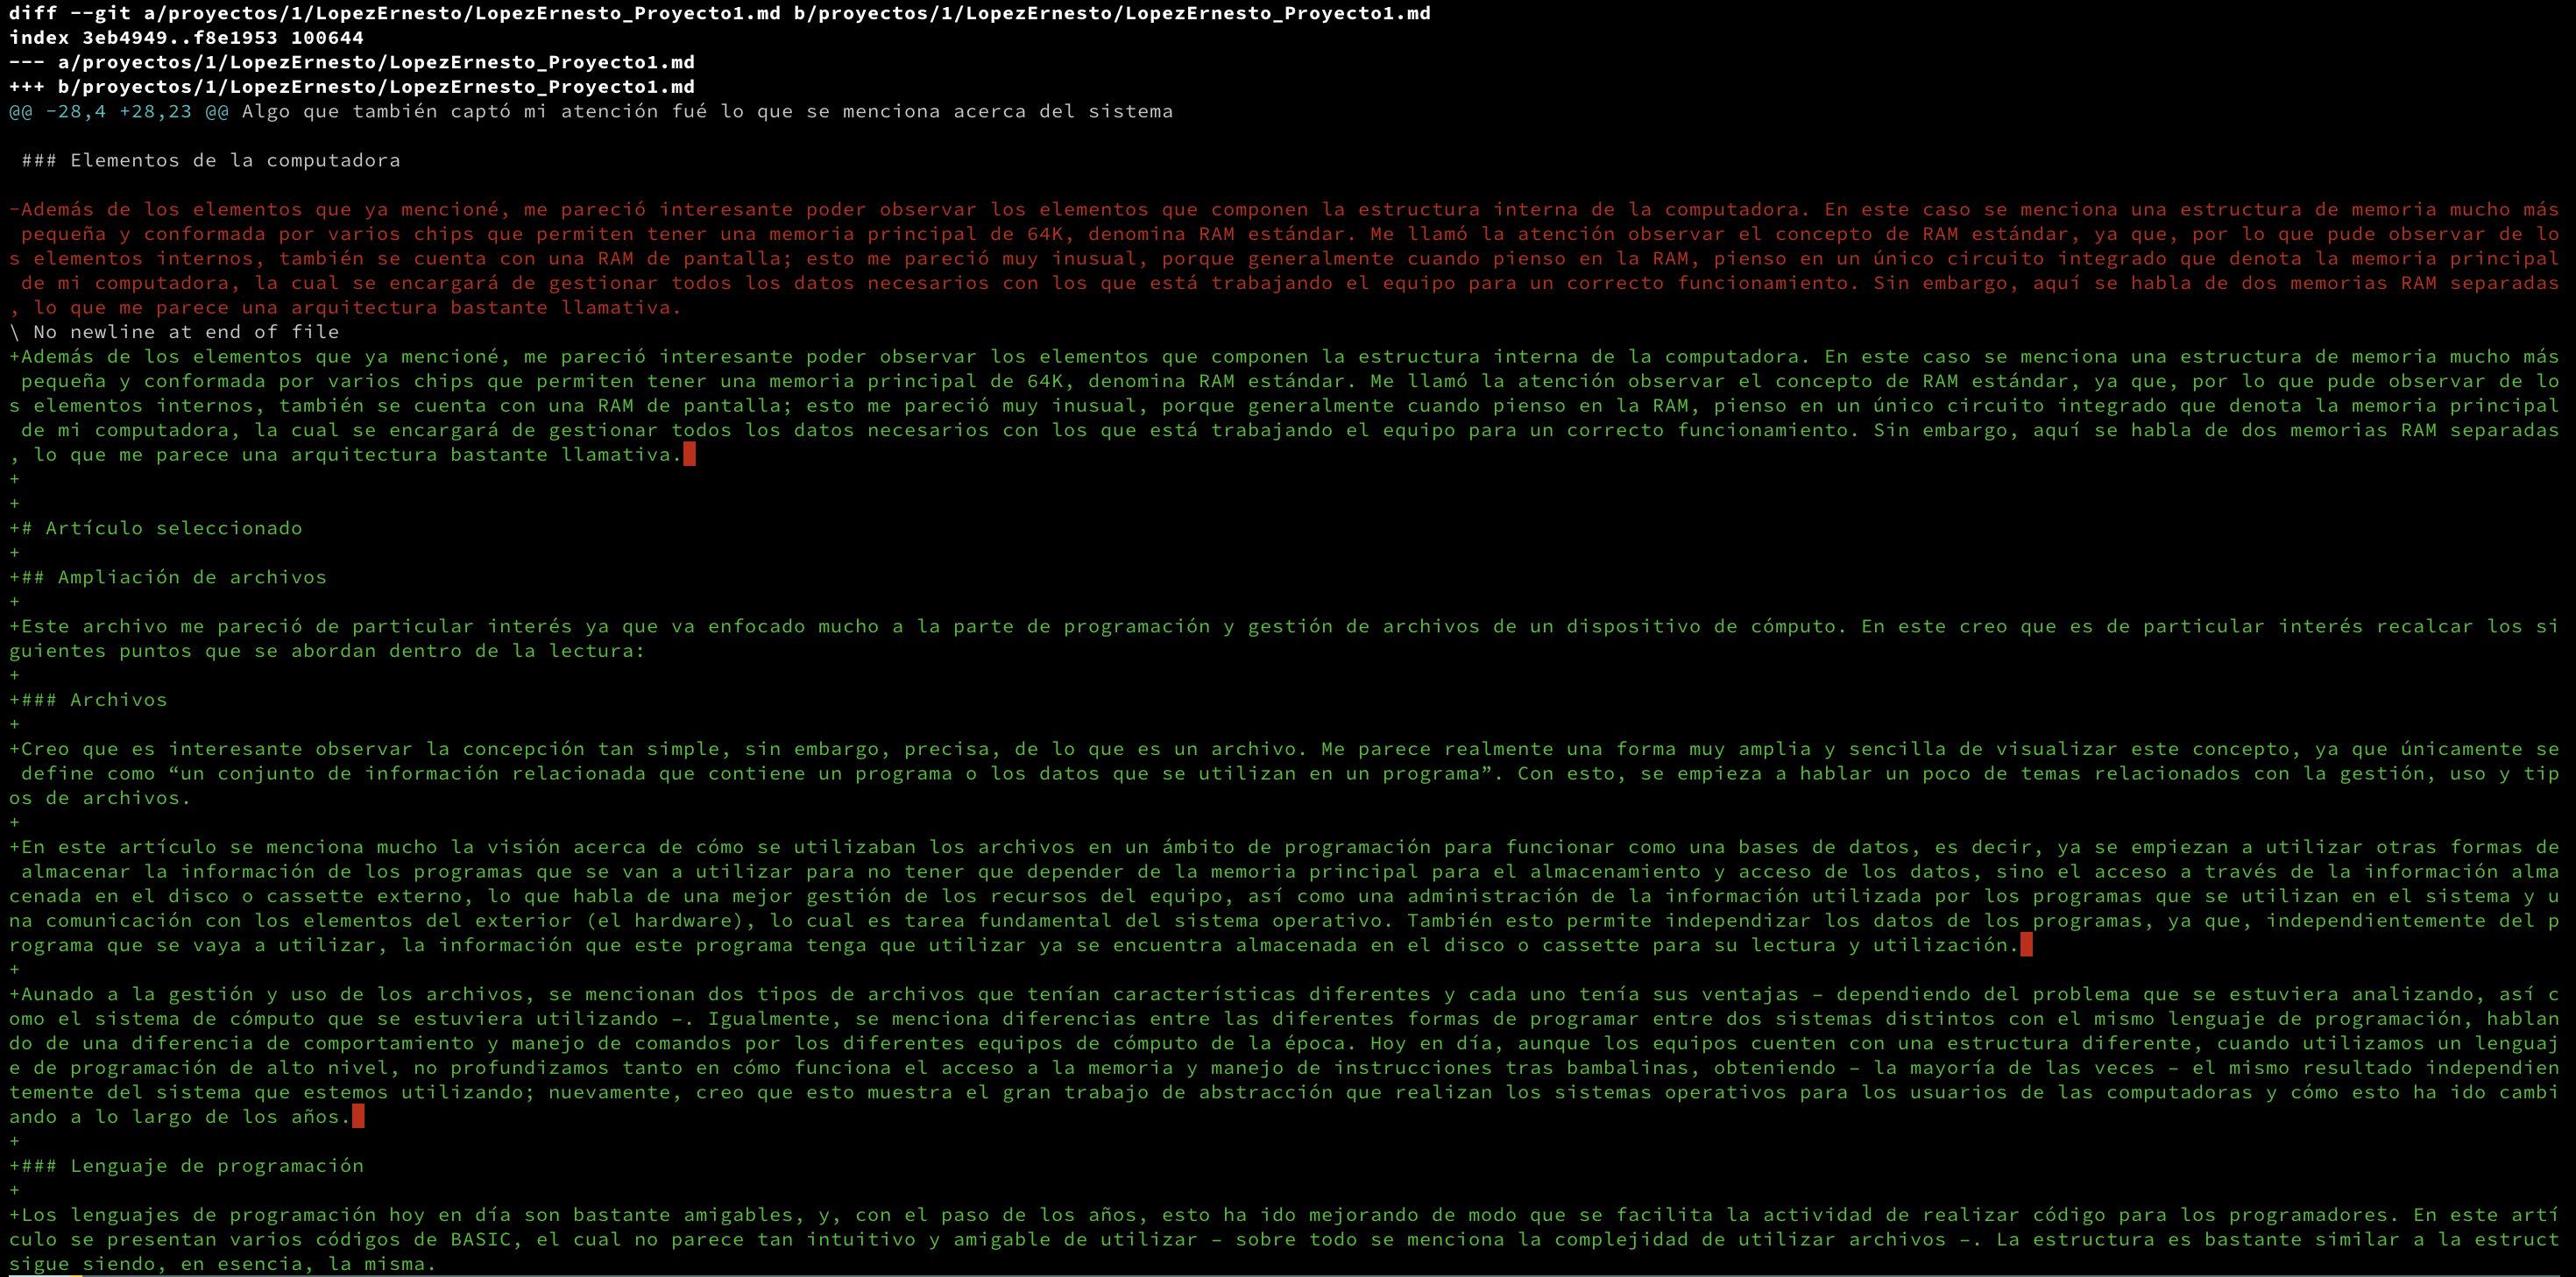 diff --git a/proyectos/1/LopezErnesto/LopezErnesto_Proyecto1.md b/proyectos/1/LopezErnesto/LopezErnesto_Proyecto1.md
index 3eb4949..f8e1953 100644
--- a/proyectos/1/LopezErnesto/LopezErnesto_Proyecto1.md
+++ b/proyectos/1/LopezErnesto/LopezErnesto_Proyecto1.md
@@ -28,4 +28,23 @@ Algo que también captó mi atención fué lo que se menciona acerca del sistema
 ### Elementos de la computadora
-Además de los elementos que ya mencioné, me pareció interesante poder observar los elementos que componen la estructura interna de la computadora. En este caso se menciona una estructura de memoria mucho más
 pequeña y conformada por varios chips que permiten tener una memoria principal de 64K, denomina RAM estándar. Me llamó la atención observar el concepto de RAM estándar, ya que, por lo que pude observar de lo
s elementos internos, también se cuenta con una RAM de pantalla; esto me pareció muy inusual, porque generalmente cuando pienso en la RAM, pienso en un único circuito integrado que denota la memoria principal
 de mi computadora, la cual se encargará de gestionar todos los datos necesarios con los que está trabajando el equipo para un correcto funcionamiento. Sin embargo, aquí se habla de dos memorias RAM separadas
, lo que me parece una arquitectura bastante llamativa.
\ No newline at end of file
+Además de los elementos que ya mencioné, me pareció interesante poder observar los elementos que componen la estructura interna de la computadora. En este caso se menciona una estructura de memoria mucho más
 pequeña y conformada por varios chips que permiten tener una memoria principal de 64K, denomina RAM estándar. Me llamó la atención observar el concepto de RAM estándar, ya que, por lo que pude observar de lo
s elementos internos, también se cuenta con una RAM de pantalla; esto me pareció muy inusual, porque generalmente cuando pienso en la RAM, pienso en un único circuito integrado que denota la memoria principal
 de mi computadora, la cual se encargará de gestionar todos los datos necesarios con los que está trabajando el equipo para un correcto funcionamiento. Sin embargo, aquí se habla de dos memorias RAM separadas
, lo que me parece una arquitectura bastante llamativa.
+
+
+# Artículo seleccionado
+
+## Ampliación de archivos
+
+Este archivo me pareció de particular interés ya que va enfocado mucho a la parte de programación y gestión de archivos de un dispositivo de cómputo. En este creo que es de particular interés recalcar los si
guientes puntos que se abordan dentro de la lectura:
+
+### Archivos
+
+Creo que es interesante observar la concepción tan simple, sin embargo, precisa, de lo que es un archivo. Me parece realmente una forma muy amplia y sencilla de visualizar este concepto, ya que únicamente se
 define como “un conjunto de información relacionada que contiene un programa o los datos que se utilizan en un programa”. Con esto, se empieza a hablar un poco de temas relacionados con la gestión, uso y tip
os de archivos.
+
+En este artículo se menciona mucho la visión acerca de cómo se utilizaban los archivos en un ámbito de programación para funcionar como una bases de datos, es decir, ya se empiezan a utilizar otras formas de
 almacenar la información de los programas que se van a utilizar para no tener que depender de la memoria principal para el almacenamiento y acceso de los datos, sino el acceso a través de la información alma
cenada en el disco o cassette externo, lo que habla de una mejor gestión de los recursos del equipo, así como una administración de la información utilizada por los programas que se utilizan en el sistema y u
na comunicación con los elementos del exterior (el hardware), lo cual es tarea fundamental del sistema operativo. También esto permite independizar los datos de los programas, ya que, independientemente del p
rograma que se vaya a utilizar, la información que este programa tenga que utilizar ya se encuentra almacenada en el disco o cassette para su lectura y utilización.
+
+Aunado a la gestión y uso de los archivos, se mencionan dos tipos de archivos que tenían características diferentes y cada uno tenía sus ventajas – dependiendo del problema que se estuviera analizando, así c
omo el sistema de cómputo que se estuviera utilizando –. Igualmente, se menciona diferencias entre las diferentes formas de programar entre dos sistemas distintos con el mismo lenguaje de programación, hablan
do de una diferencia de comportamiento y manejo de comandos por los diferentes equipos de cómputo de la época. Hoy en día, aunque los equipos cuenten con una estructura diferente, cuando utilizamos un lenguaj
e de programación de alto nivel, no profundizamos tanto en cómo funciona el acceso a la memoria y manejo de instrucciones tras bambalinas, obteniendo – la mayoría de las veces – el mismo resultado independien
temente del sistema que estemos utilizando; nuevamente, creo que esto muestra el gran trabajo de abstracción que realizan los sistemas operativos para los usuarios de las computadoras y cómo esto ha ido cambi
ando a lo largo de los años.
+
+### Lenguaje de programación
+
+Los lenguajes de programación hoy en día son bastante amigables, y, con el paso de los años, esto ha ido mejorando de modo que se facilita la actividad de realizar código para los programadores. En este artí
culo se presentan varios códigos de BASIC, el cual no parece tan intuitivo y amigable de utilizar – sobre todo se menciona la complejidad de utilizar archivos –. La estructura es bastante similar a la estruct
sigue siendo, en esencia, la misma.